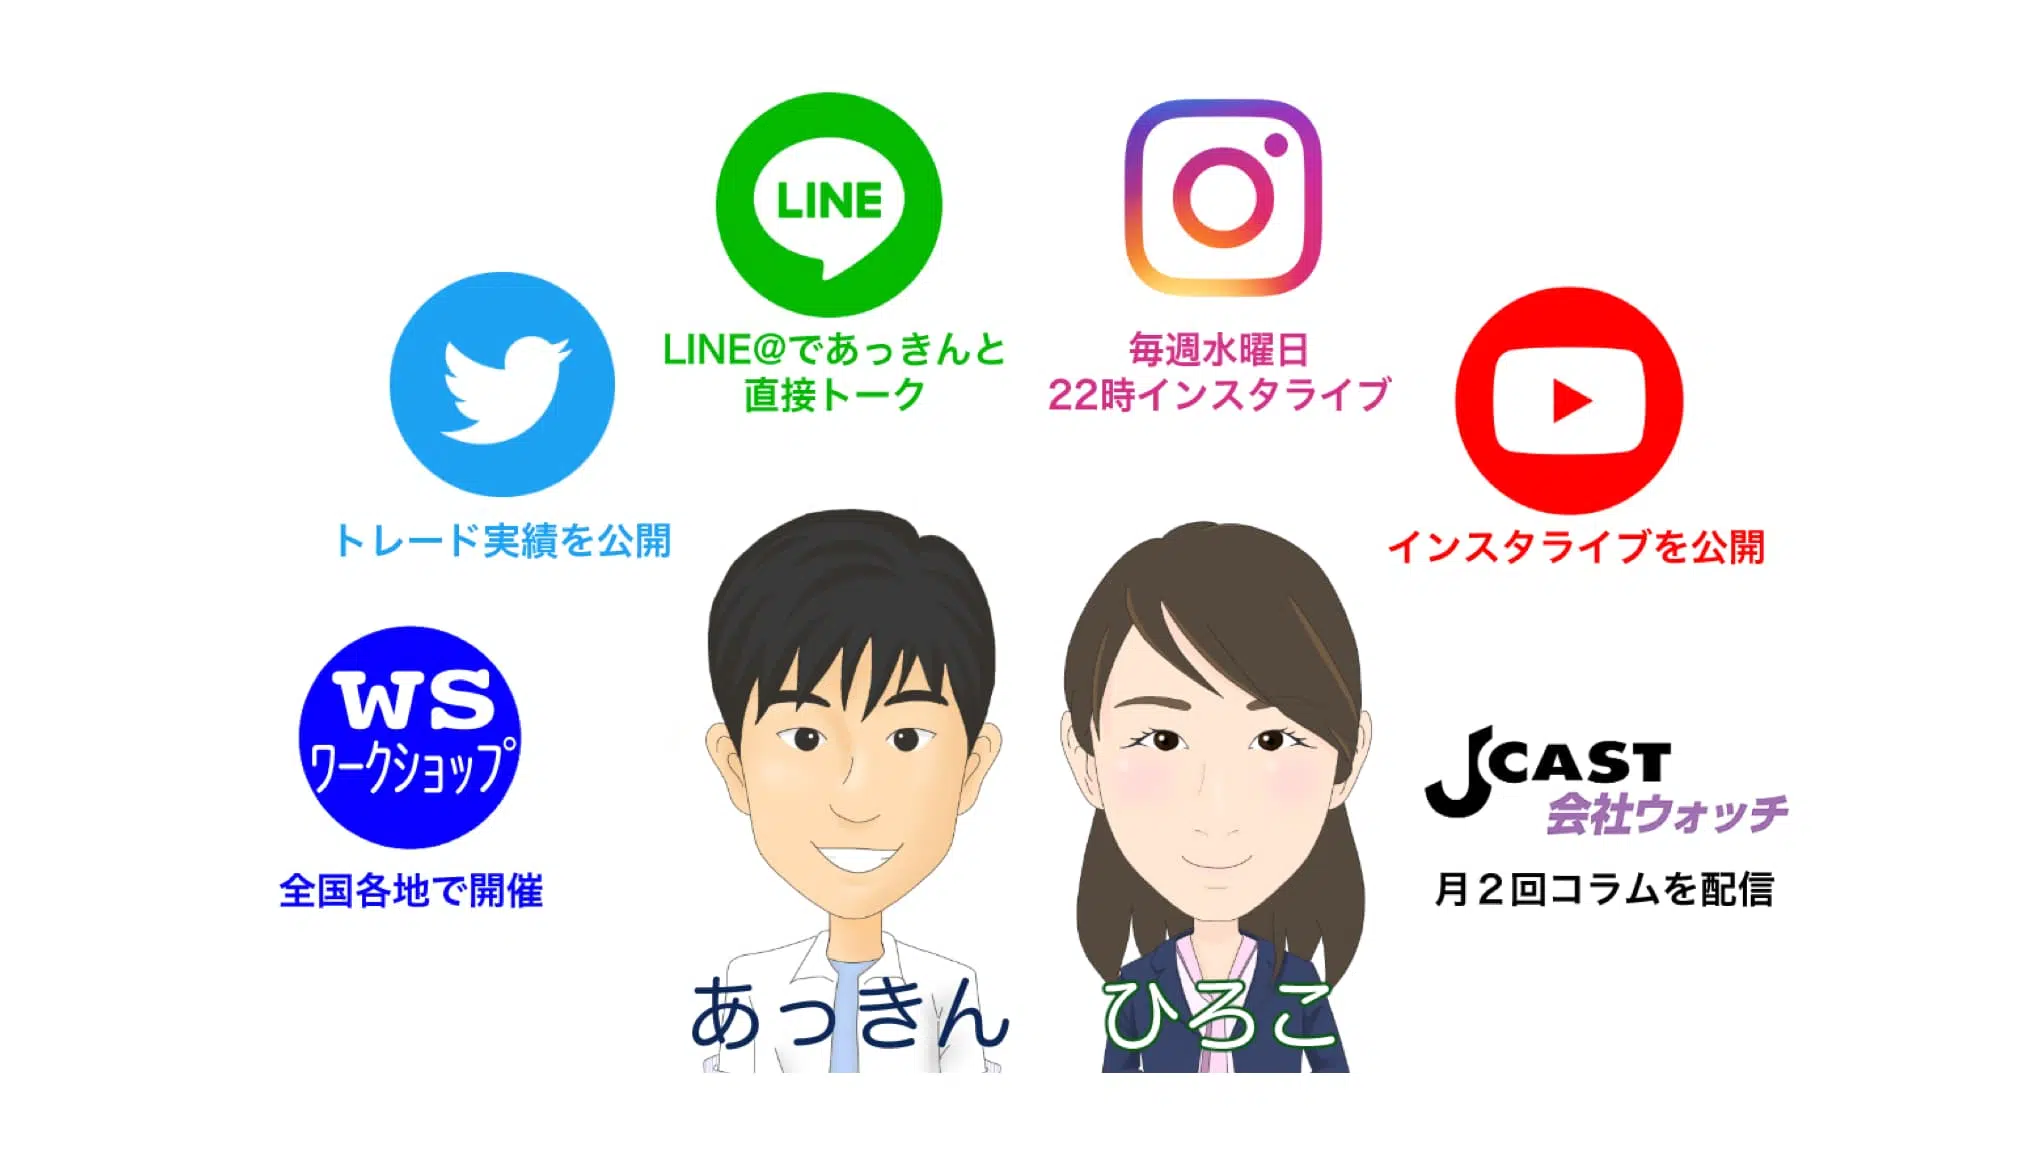 LINE
LINE@であっきんと
直接トーク
毎週水曜日
22時インスタライブ
トレード実績を公開
インスタライブを公開
WS
ワークショップ
全国各地で開催
JCAST
会社ウォッチ
月２回コラムを配信
あっきん
ひろこ